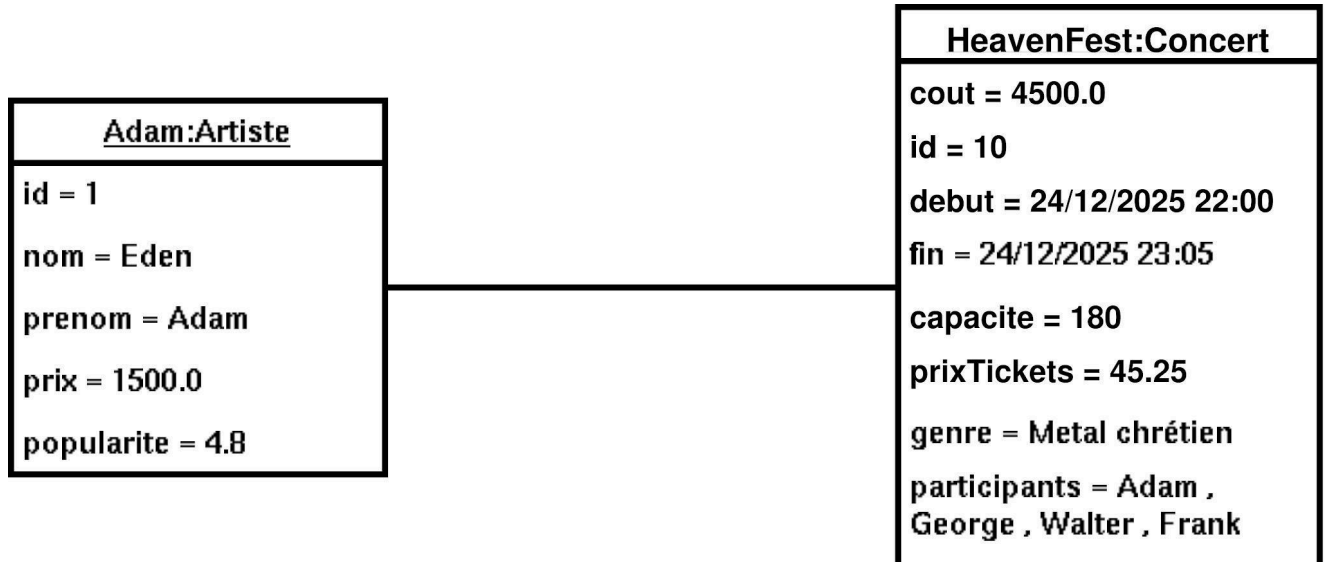 Adam:Artiste
id = 1
nom = Eden
prenom = Adam
prix = 1500.0
popularite = 4.8
HeavenFest:Concert
cout = 4500.0
id = 10
debut = 24/12/2025 22:00
fin = 24/12/2025 23:05
capacite = 180
prixTickets = 45.25
genre = Metal chrétien
participants = Adam ,
George , Walter , Frank